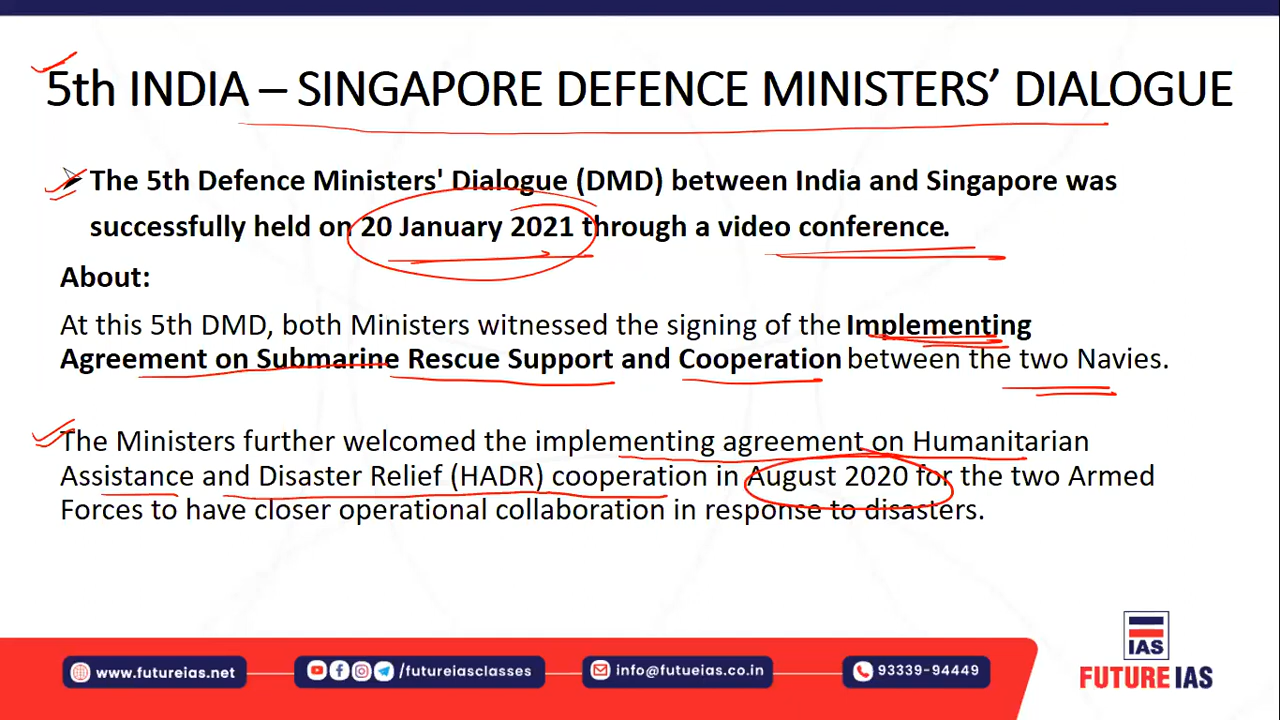 5th INDIA – SINGAPORE DEFENCE MINISTERS’ DIALOGUE
The 5th Defence Ministers' Dialogue (DMD) between India and Singapore was
successfully held on 20 January 2021 through a video conference.
About:
At this 5th DMD, both Ministers witnessed the signing of the Implementing
Agreement on Submarine Rescue Support and Cooperation between the two Navies.
The Ministers further welcomed the implementing agreement on Humanitarian
Assistance and Disaster Relief (HADR) cooperation in August 2020 for the two Armed
Forces to have closer operational collaboration in response to disasters.
IAS
FUTURE IAS
www.futureias.net
/futureiasclasses
info@futueias.co.in
93339-94449